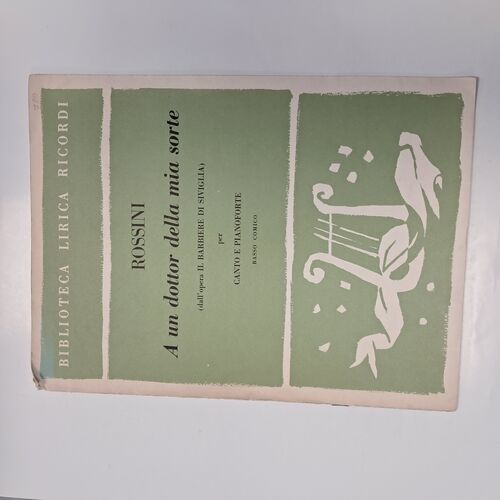 BIBLIOTECA LIRICA RICORDI
ROSSINI
A un dottor della mia sorte
(dall'opera IL BARBIERE DI SIVIGLIA)
per
CANTO E PIANOFORTE
BASSO COMICO